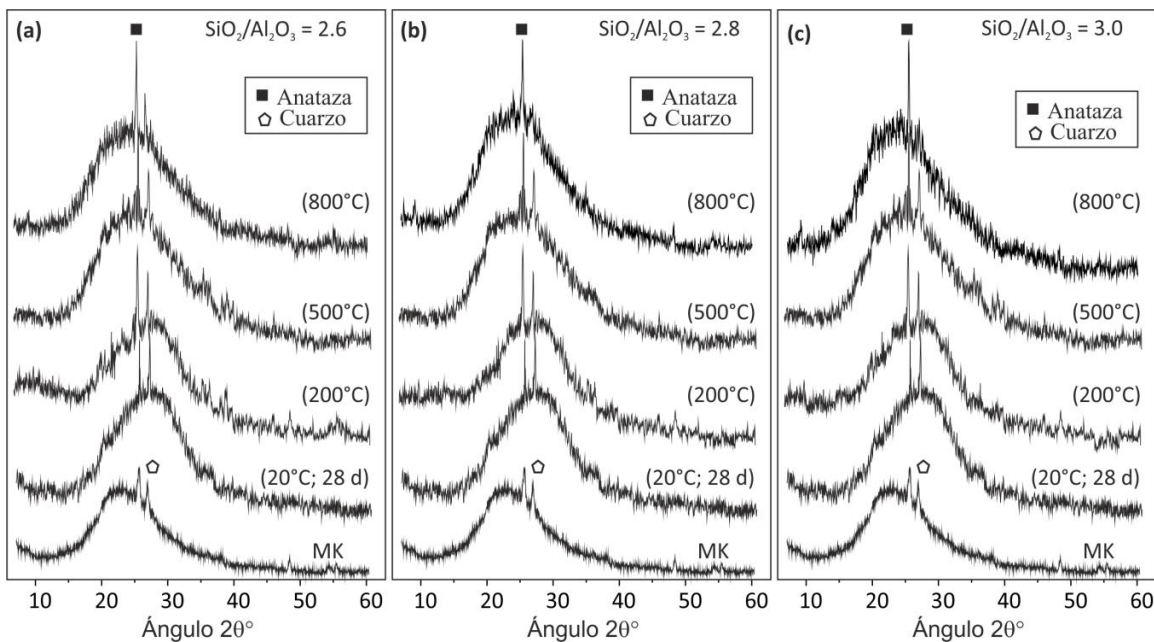 (a) SiO₂/Al₂O₃ = 2.6
■ Anataza
⬠ Cuarzo
(800°C)
(500°C)
(200°C)
(20°C; 28 d)
MK
10 20 30 40 50 60
Ángulo 2θ°
(b) SiO₂/Al₂O₃ = 2.8
■ Anataza
⬠ Cuarzo
(800°C)
(500°C)
(200°C)
(20°C; 28 d)
MK
10 20 30 40 50 60
Ángulo 2θ°
(c) SiO₂/Al₂O₃ = 3.0
■ Anataza
⬠ Cuarzo
(800°C)
(500°C)
(200°C)
(20°C; 28 d)
MK
10 20 30 40 50 60
Ángulo 2θ°